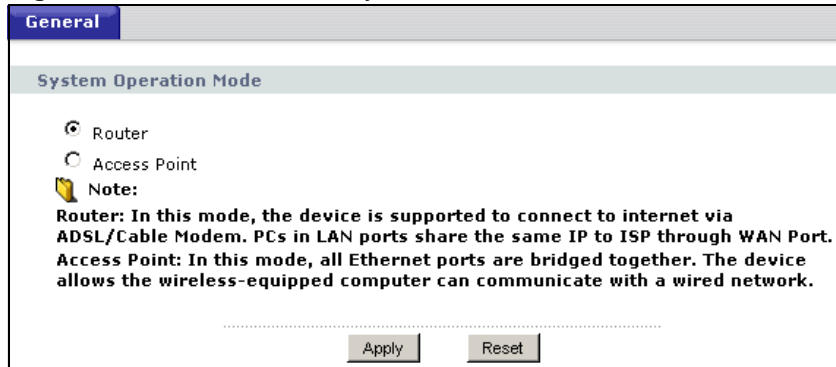 General
System Operation Mode
Router
Access Point
Note:
Router: In this mode, the device is supported to connect to internet via
ADSL/Cable Modem. PCs in LAN ports share the same IP to ISP through WAN Port.
Access Point: In this mode, all Ethernet ports are bridged together. The device
allows the wireless-equipped computer can communicate with a wired network.
Apply Reset